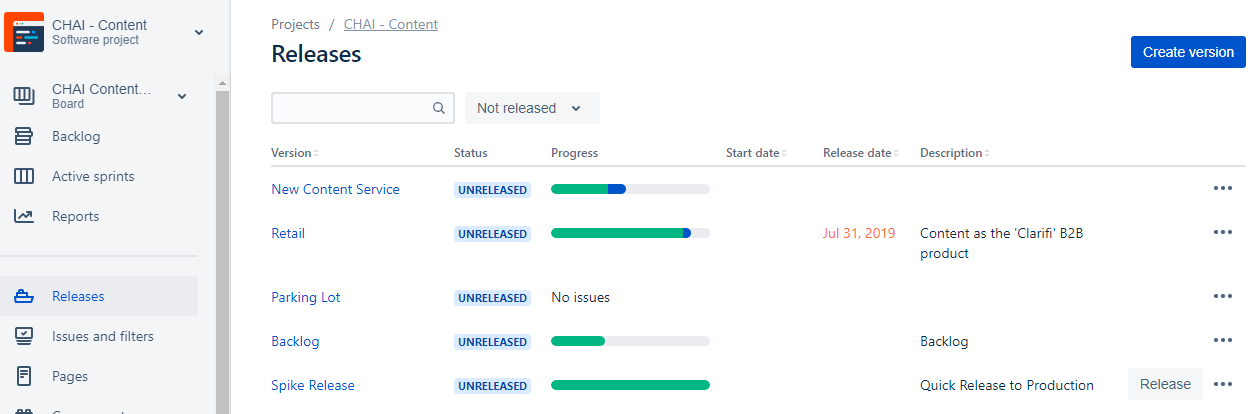 CHAI - Content
Software project
CHAI Content...
Board
Backlog
Active sprints
Reports
Releases
Issues and filters
Pages
Projects / CHAI - Content
Releases
Create version
Not released
Version Status Progress Start date Release date Description
New Content Service UNRELEASED
Retail UNRELEASED Jul 31, 2019 Content as the 'Clarifi' B2B
product
Parking Lot UNRELEASED No issues
Backlog UNRELEASED Backlog
Spike Release UNRELEASED Quick Release to Production Release